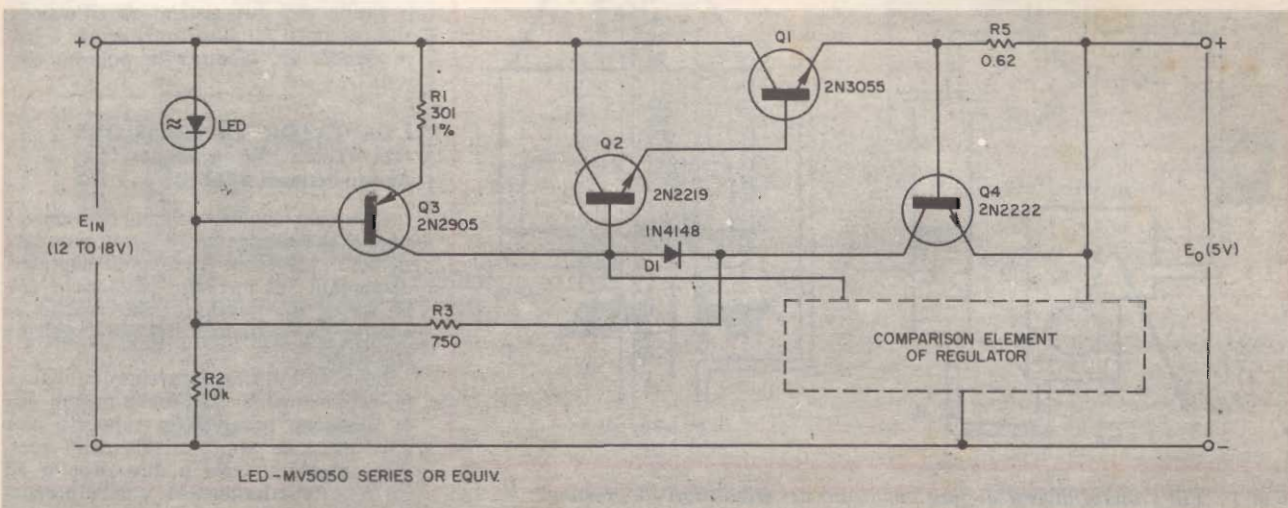 +
LED
R1
301
1%
Q1
2N3055
R5
0.62
+
Q2
2N2219
Q3
2N2905
Q4
2N2222
E_IN
(12 TO 18V)
1N4148
D1
E_O (5V)
R3
750
COMPARISON ELEMENT
OF REGULATOR
R2
10k
-
-
LED-MV5050 SERIES OR EQUIV.